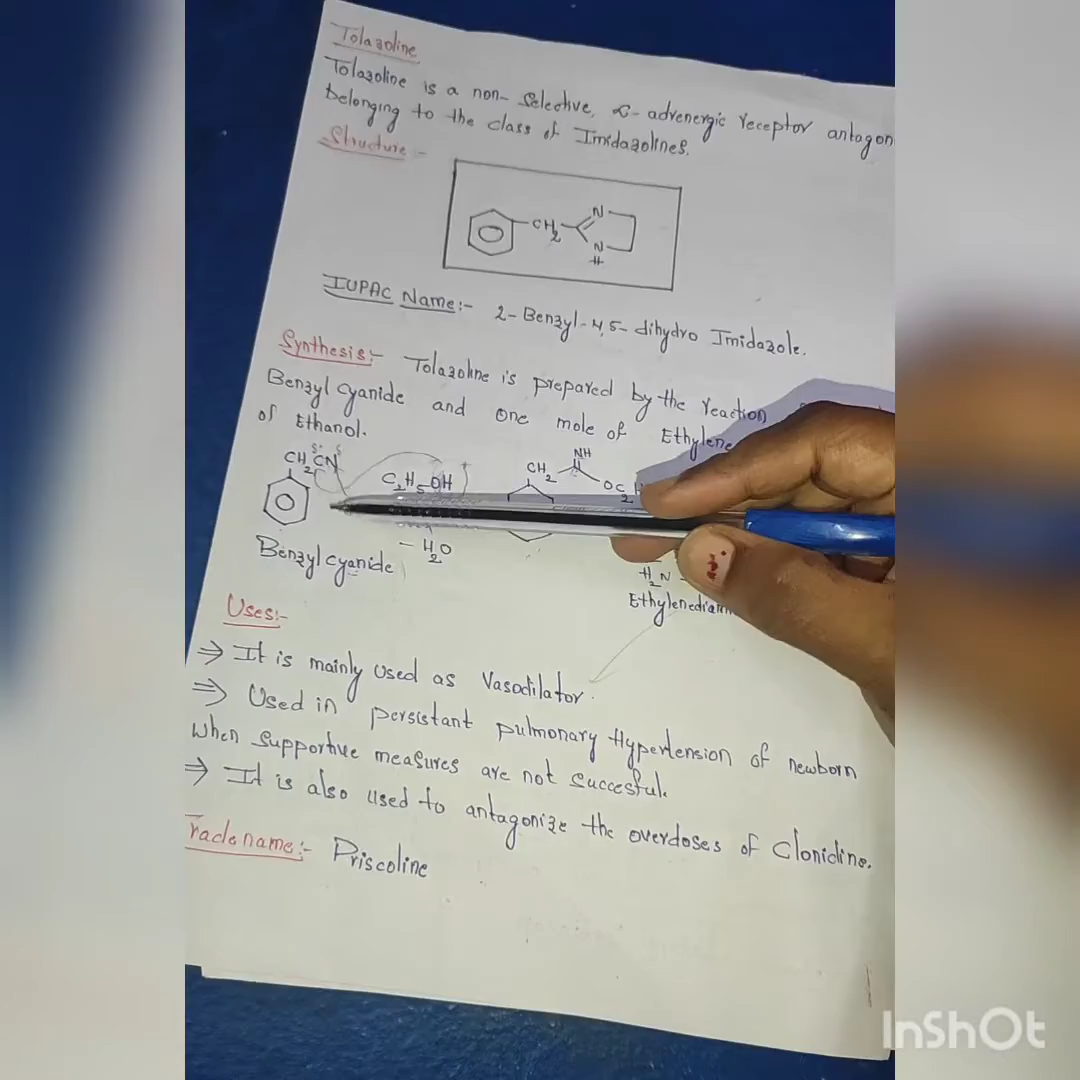 Tolazoline
Tolazoline is a non- Selective, α- adrenergic receptor antagon
belonging to the class of Imidazolines.
Structure:-
CH2 N
N
H
IUPAC Name:- 2- Benzyl-4,5- dihydro Imidazole.
Synthesis:- Tolazoline is prepared by the reaction
Benzyl cyanide and one mole of Ethylene
of Ethanol.
CH2CN C2H5OH CH2 NH
OC2
- H2O
Benzyl cyanide
H2N -
Ethylenediam
Uses:-
⇒ It is mainly used as Vasodilator.
⇒ Used in persistant pulmonary Hypertension of newborn
when supportive measures are not succesful.
⇒ It is also used to antagonize the overdoses of Clonidine.
Trade name:- Priscoline
InShOt